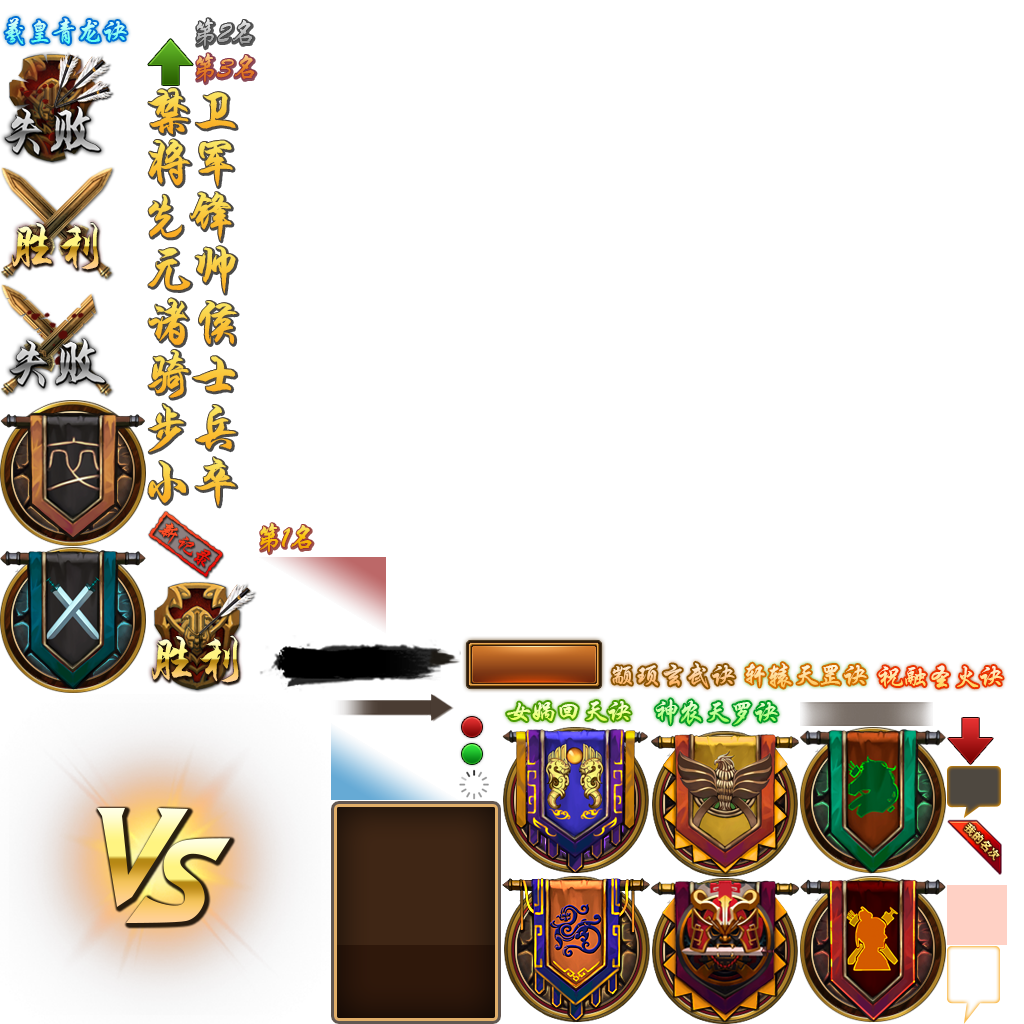 羲皇青龙诀
第2名
第3名
失败
禁卫
将军
先锋
胜利
元帅
诸侯
失败
骑士
步兵
小卒
新记录
第1名
胜利
颛顼玄武诀
轩辕天罡诀
祝融圣火诀
女娲回天诀
神农天罗诀
VS
我的名次